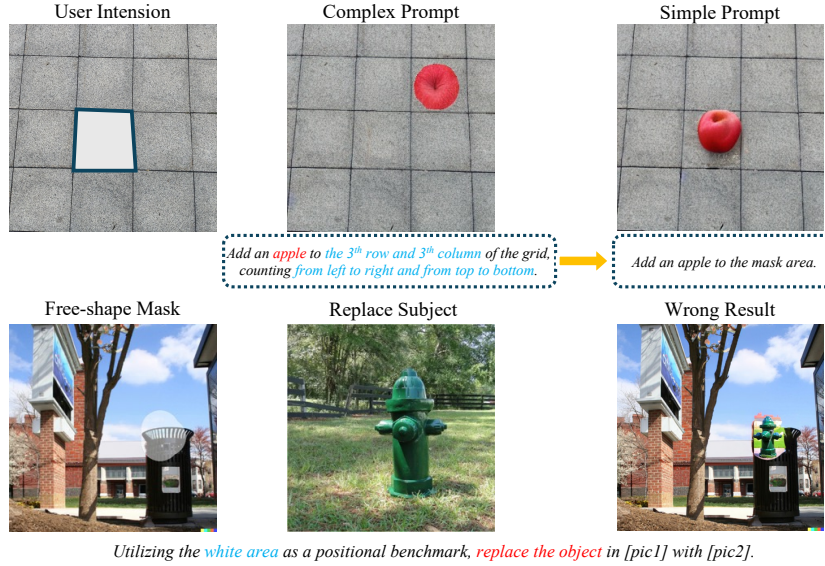 User Intension
Complex Prompt
Simple Prompt
Add an apple to the 3th row and 3th column of the grid,
counting from left to right and from top to bottom.
Add an apple to the mask area.
Free-shape Mask
Replace Subject
Wrong Result
Utilizing the white area as a positional benchmark, replace the object in [pic1] with [pic2].